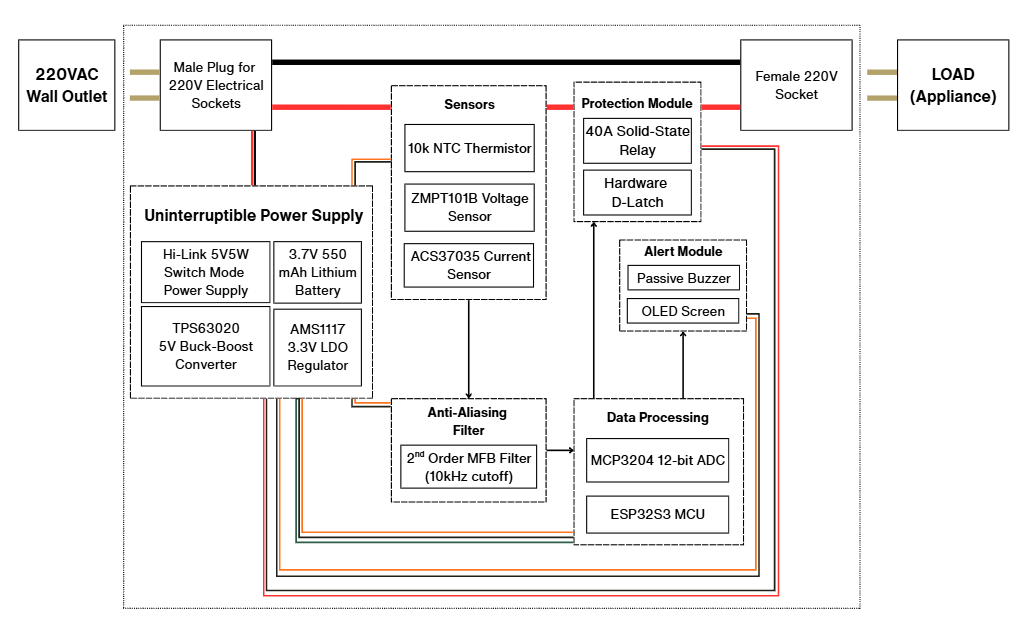 220VAC
Wall Outlet
Male Plug for
220V Electrical
Sockets
Sensors
10k NTC Thermistor
ZMPT101B Voltage
Sensor
ACS37035 Current
Sensor
Protection Module
40A Solid-State
Relay
Hardware
D-Latch
Female 220V
Socket
LOAD
(Appliance)
Uninterruptible Power Supply
Hi-Link 5V5W
Switch Mode
Power Supply
3.7V 550
mAh Lithium
Battery
TPS63020
5V Buck-Boost
Converter
AMS1117
3.3V LDO
Regulator
Alert Module
Passive Buzzer
OLED Screen
Anti-Aliasing
Filter
2nd Order MFB Filter
(10kHz cutoff)
Data Processing
MCP3204 12-bit ADC
ESP32S3 MCU